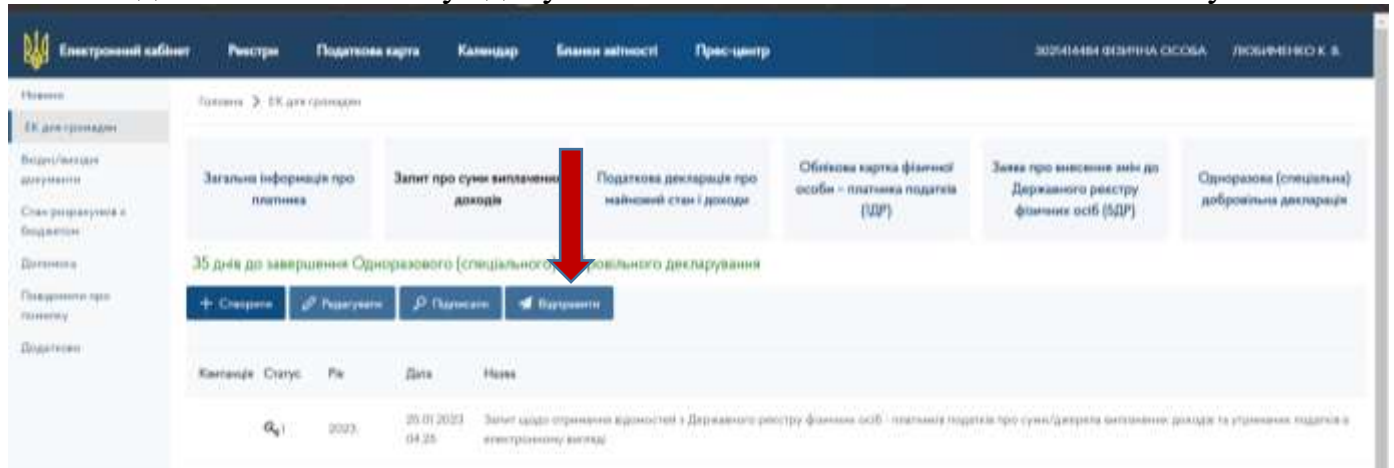 Електронний кабінет Реєстри Податкова карта Календар Бланки звітності Прес-центр ФІЗИЧНА ОСОБА ЛЮБИМЕНКО К. В.
Новини
Головна > ЕК для громадян
ЕК для громадян
Вхідні/вихідні
документи
Стан розрахунків з
бюджетом
Допомога
Повідомити про
помилку
Додатково
Загальна інформація про
платника
Запит про суми виплачених
доходів
Податкова декларація про
майновий стан і доходи
Облікова картка фізичної
особи – платника податків
(1ДР)
Заява про внесення змін до
Державного реєстру
фізичних осіб (5ДР)
Одноразова (спеціальна)
добровільна декларація
35 днів до завершення Одноразового (спеціального) добровільного декларування
+ Створити Редагувати Підписати Відправити
Квитанція Статус Рік Дата Назва
2023 25.01.2023 Запит щодо отримання відомостей з Державного реєстру фізичних осіб - платників податків про суми/джерела виплачених доходів та утриманих податків в
04:25 електронному вигляді